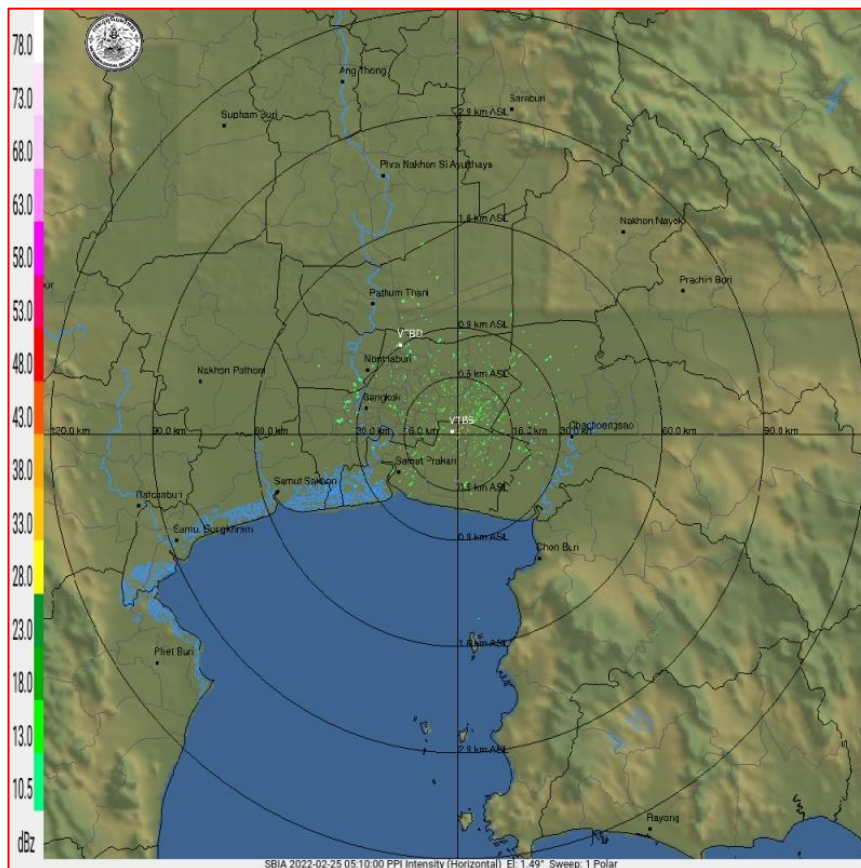 78.0
73.0
68.0
63.0
58.0
53.0
48.0
43.0
38.0
33.0
28.0
23.0
18.0
13.0
10.5
dBz
Ang Thong
Saraburi
2.9 km ASL
Suphan Buri
Phra Nakhon Si Ayutthaya
1.8 km ASL
Nakhon Nayok
Prachin Buri
ur
Pathum Thani
0.9 km ASL
VTBD
Nonthaburi
Nakhon Pathom
Bangkok
VTBS
120.0 km
90.0 km
60.0 km
30.0 km
16.0 km
16.0 km
30.0 km
60.0 km
90.0 km
Chachoengsao
Samut Prakan
Samut Sakhon
Ratchaburi
Samut Songkhram
0.9 km ASL
Chon Buri
1.8 km ASL
Phet Buri
2.9 km ASL
Rayong
SBIA 2022-02-25 05:10:00 PPI Intensity (Horizontal) El: 1.49° Sweep: 1 Polar